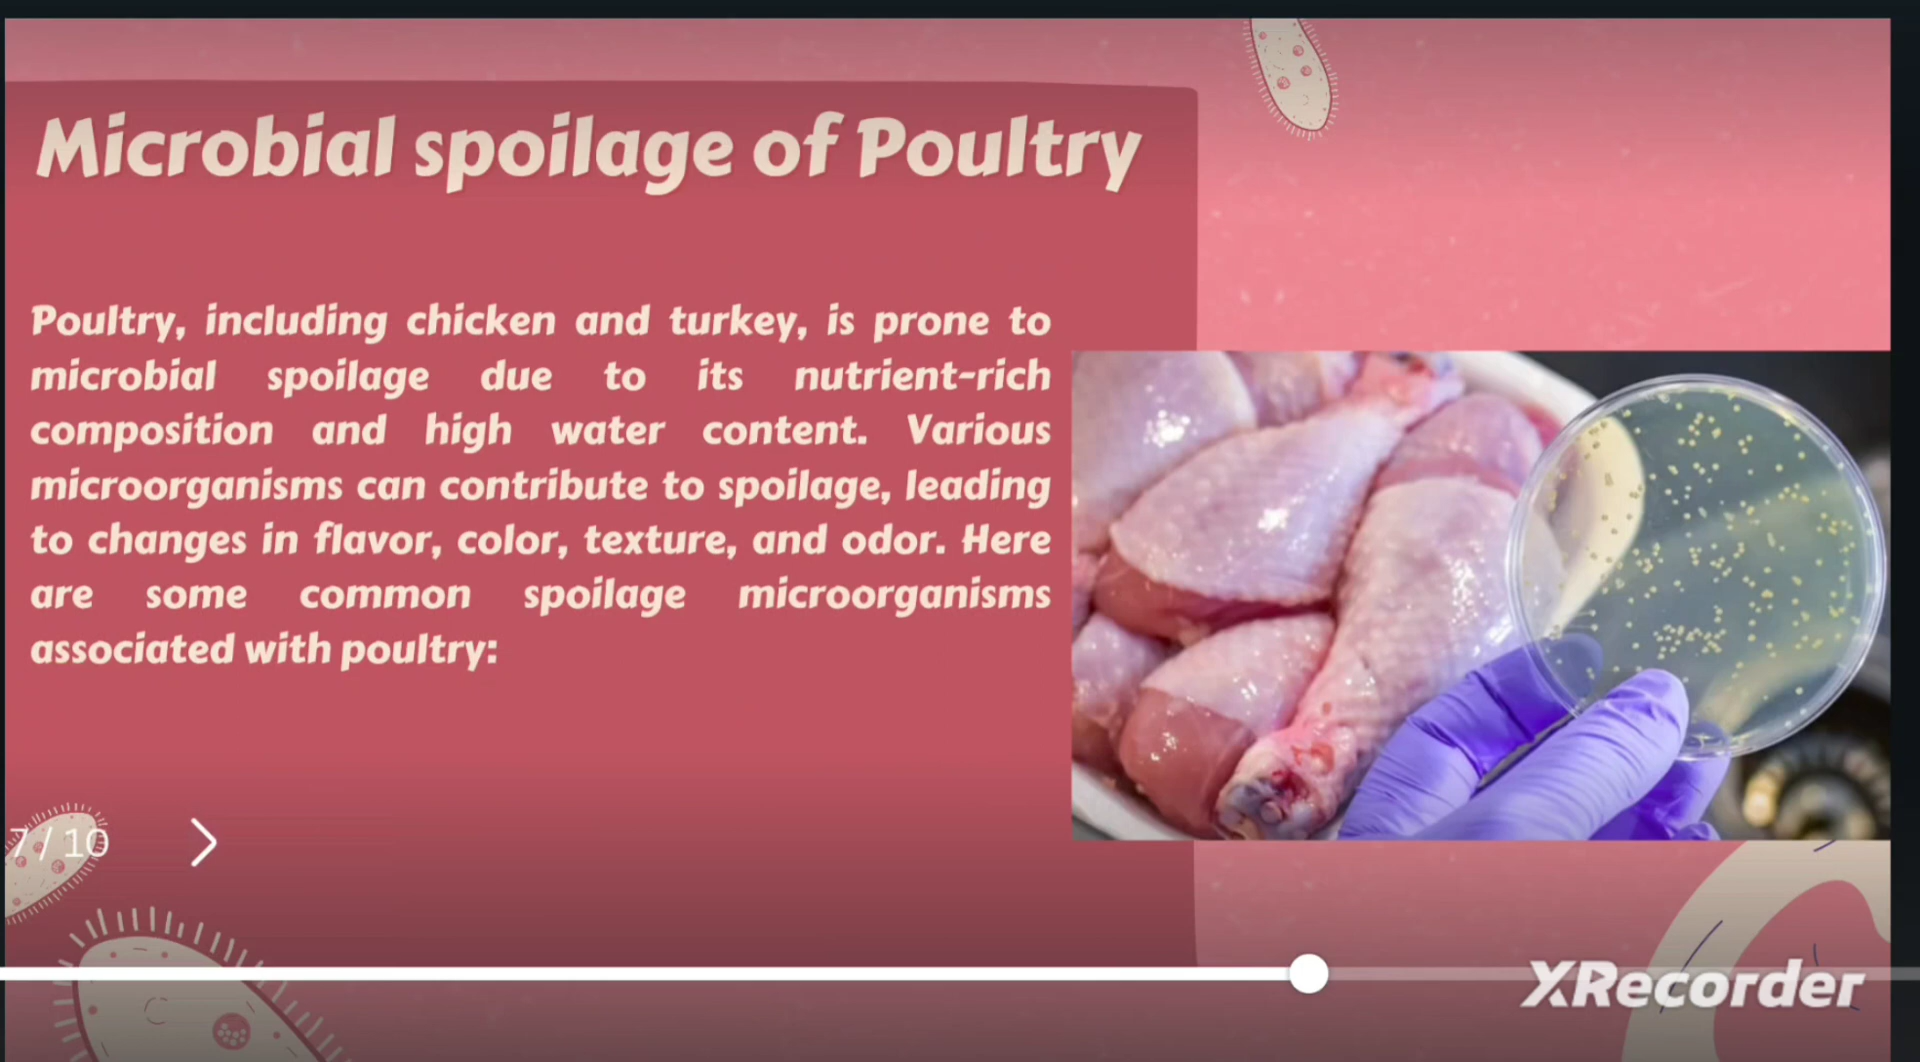 Microbial spoilage of Poultry
Poultry, including chicken and turkey, is prone to
microbial spoilage due to its nutrient-rich
composition and high water content. Various
microorganisms can contribute to spoilage, leading
to changes in flavor, color, texture, and odor. Here
are some common spoilage microorganisms
associated with poultry:
7 / 10
XRecorder